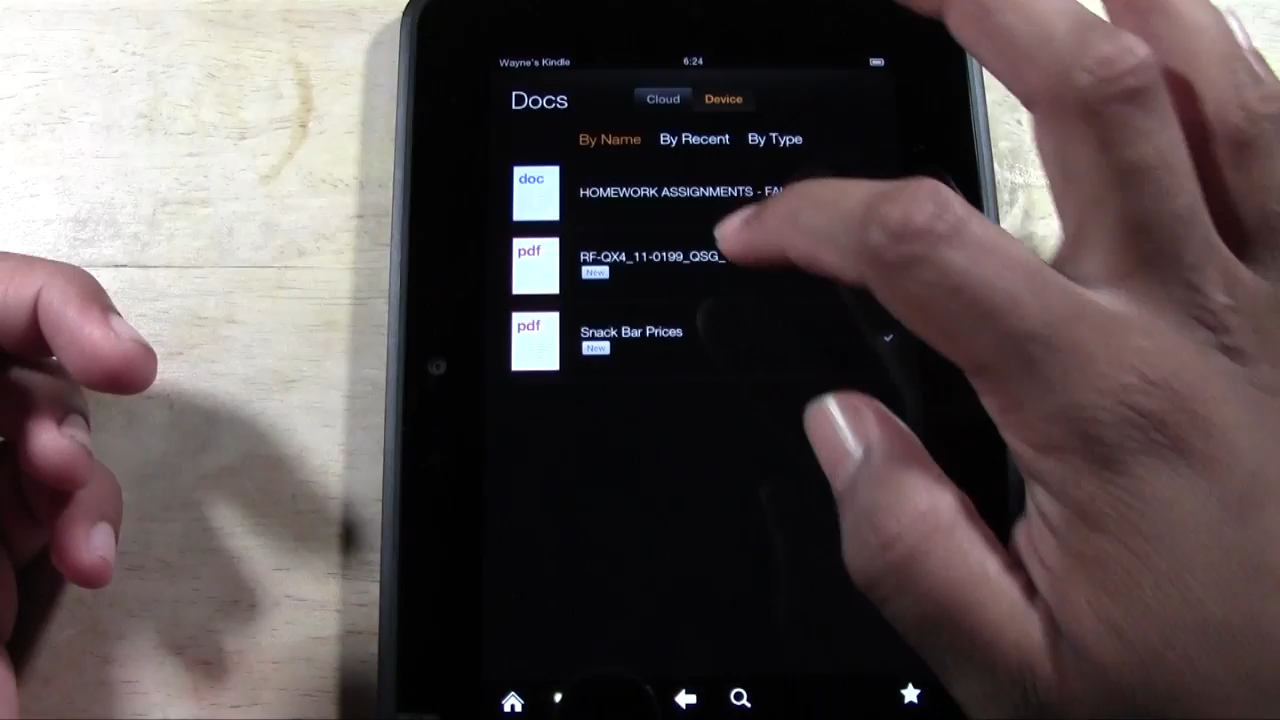 Wayne's Kindle 6:24
Docs Cloud Device
By Name By Recent By Type
doc HOMEWORK ASSIGNMENTS -
pdf RF-QX4_11-0199_QSG_
New
pdf Snack Bar Prices
New